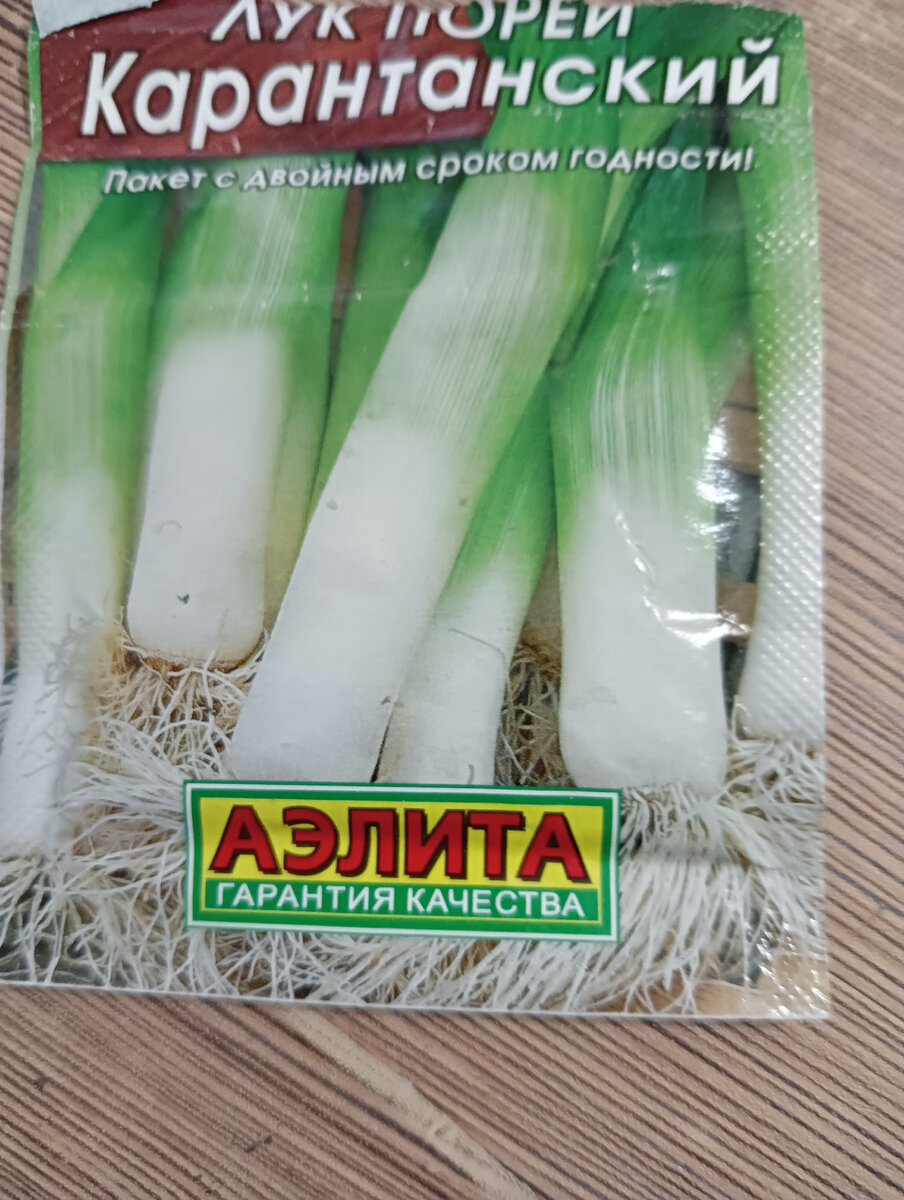 ЛУК ПОРЕЙ
Карантанский
Пакет с двойным сроком годности!
АЭЛИТА
ГАРАНТИЯ КАЧЕСТВА